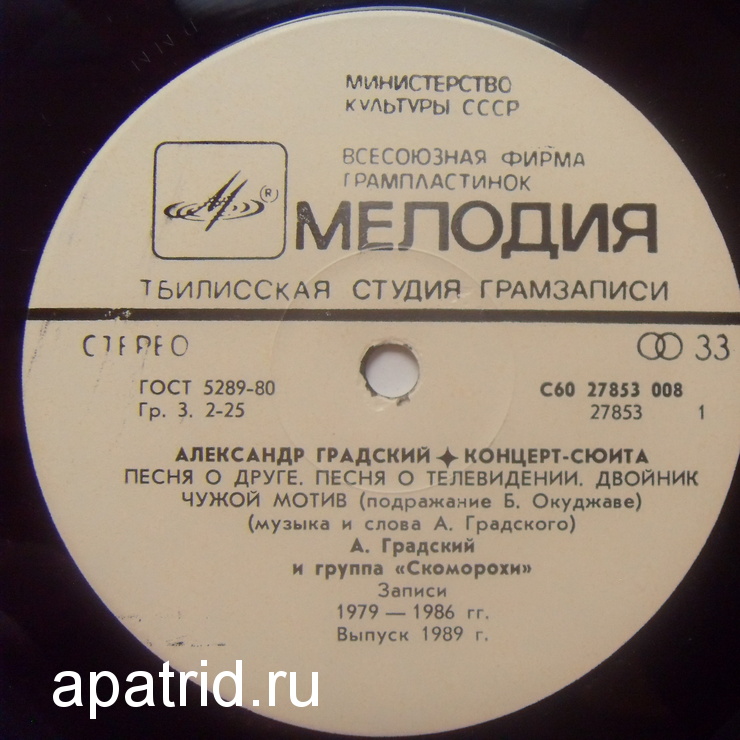 МИНИСТЕРСТВО
КУЛЬТУРЫ СССР
ВСЕСОЮЗНАЯ ФИРМА
ГРАМПЛАСТИНОК
®
МЕЛОДИЯ
ТБИЛИССКАЯ СТУДИЯ ГРАМЗАПИСИ
СТЕРЕО
33
ГОСТ 5289-80
Гр. 3. 2-25
С60 27853 008
27853 1
АЛЕКСАНДР ГРАДСКИЙ ✦ КОНЦЕРТ-СЮИТА
ПЕСНЯ О ДРУГЕ. ПЕСНЯ О ТЕЛЕВИДЕНИИ. ДВОЙНИК
ЧУЖОЙ МОТИВ (подражание Б. Окуджаве)
(музыка и слова А. Градского)
А. Градский
и группа «Скоморохи»
Записи
1979 — 1986 гг.
Выпуск 1989 г.
apatrid.ru